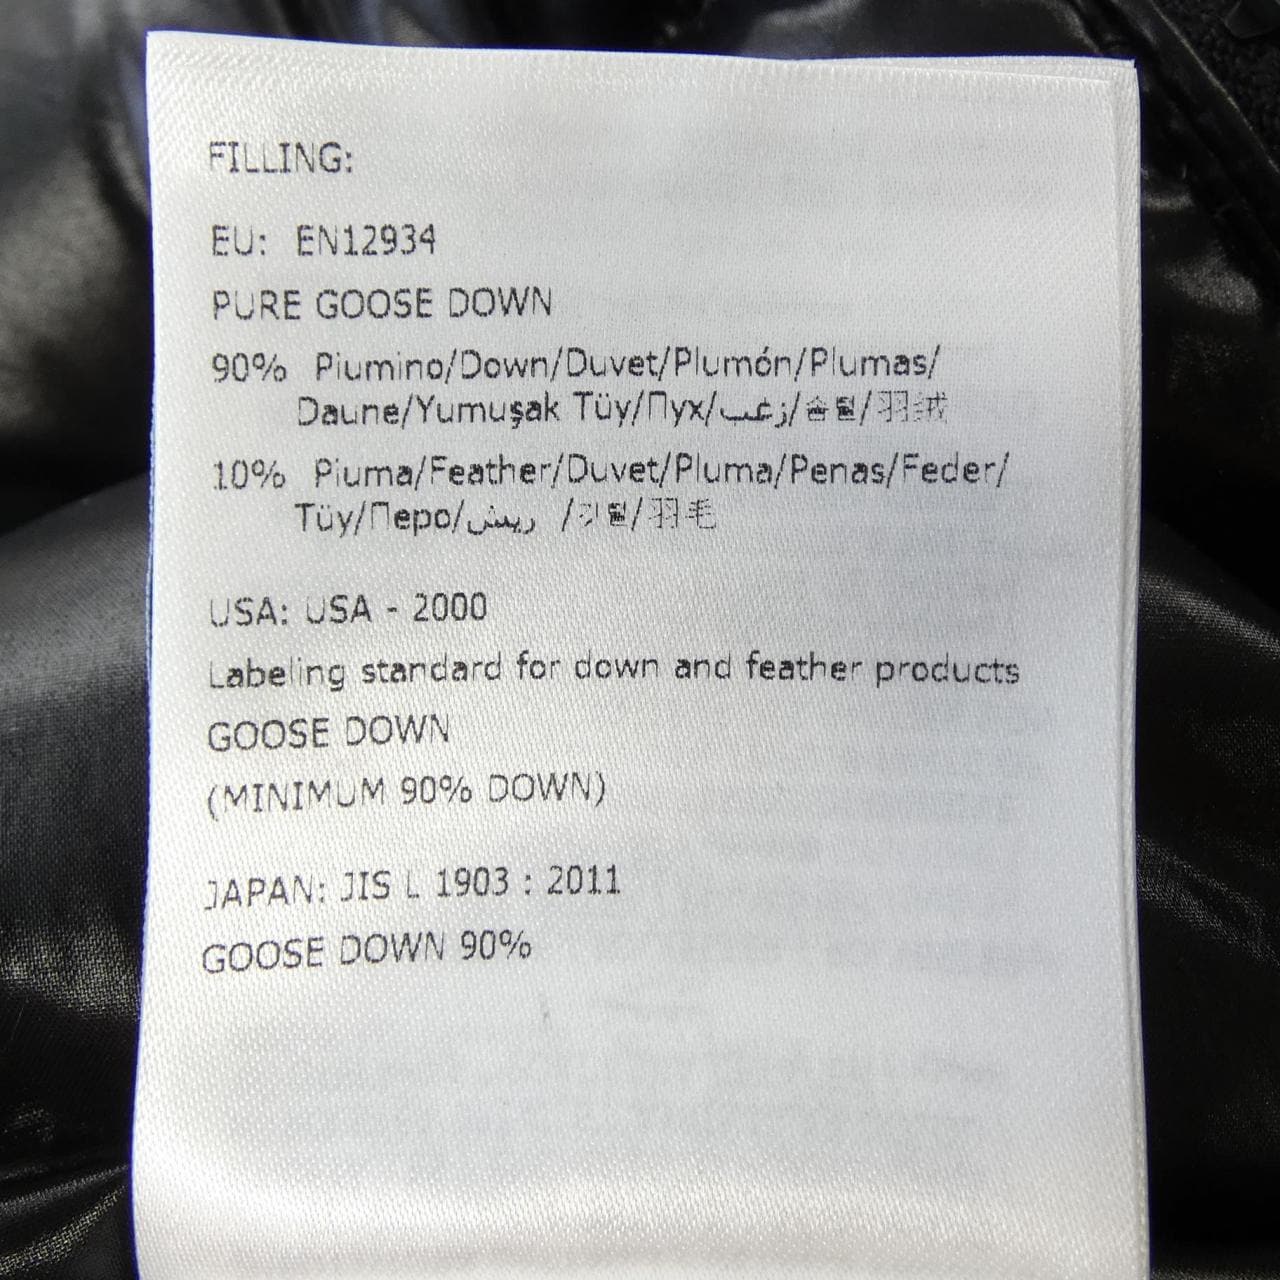 FILLING:
EU: EN12934
PURE GOOSE DOWN
90% Piumino/Down/Duvet/Plumón/Plumas/
Daune/Yumuşak Tüy/Пух/زغب/솜털/羽绒
10% Piuma/Feather/Duvet/Pluma/Penas/Feder/
Tüy/Перо/ريش /깃털/羽毛
USA: USA - 2000
Labeling standard for down and feather products
GOOSE DOWN
(MINIMUM 90% DOWN)
JAPAN: JIS L 1903 : 2011
GOOSE DOWN 90%